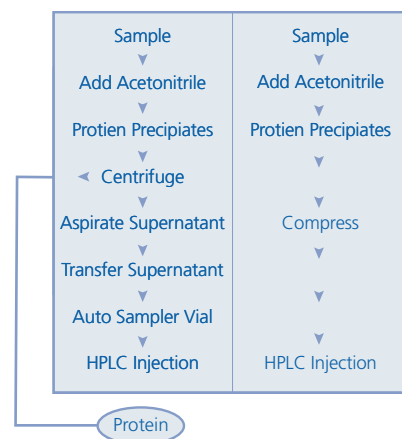 Sample
Add Acetonitrile
Protien Precipiates
Centrifuge
Aspirate Supernatant
Transfer Supernatant
Auto Sampler Vial
HPLC Injection
Sample
Add Acetonitrile
Protien Precipiates
Compress
HPLC Injection
Protein